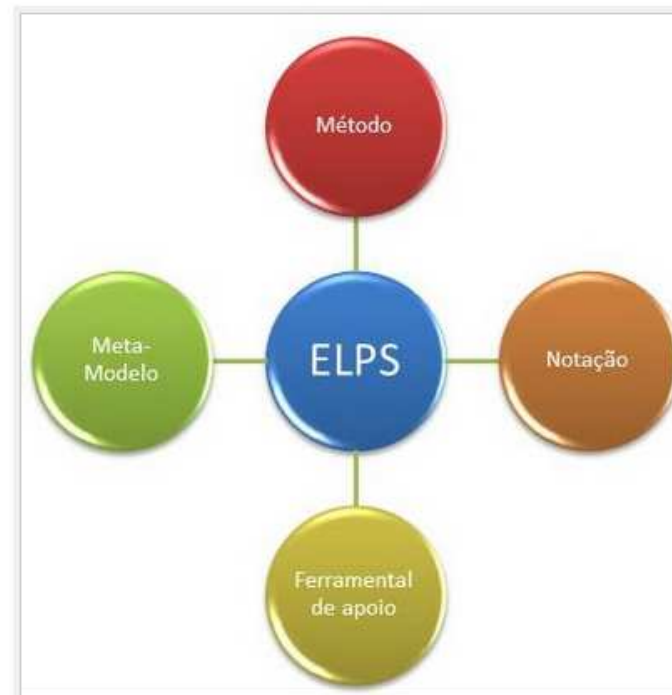 Método
Meta-
Modelo
ELPS
Notação
Ferramental
de apoio